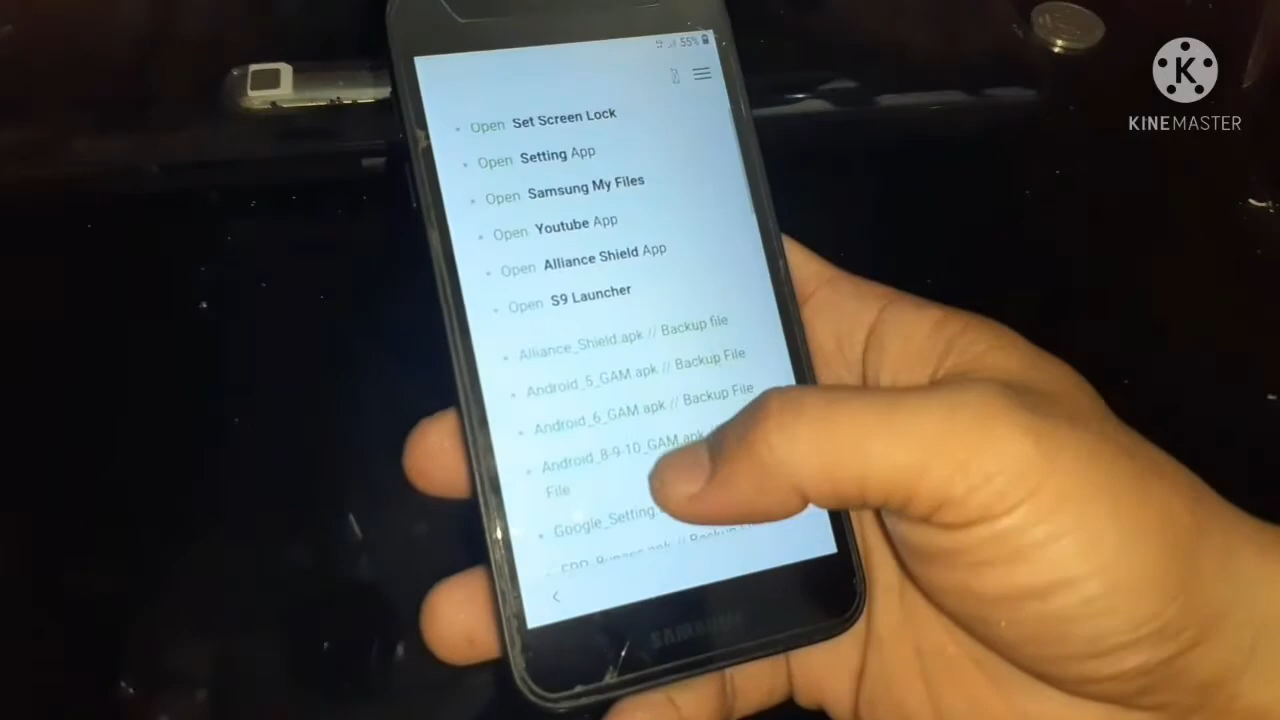 55%
Open Set Screen Lock
Open Setting App
Open Samsung My Files
Open Youtube App
Open Alliance Shield App
Open S9 Launcher
Alliance_Shield.apk // Backup file
Android_5_GAM.apk // Backup File
Android_6_GAM.apk // Backup File
Android_8-9-10_GAM.apk //
File
Google_Setting.
SAMSUNG
K
KINEMASTER